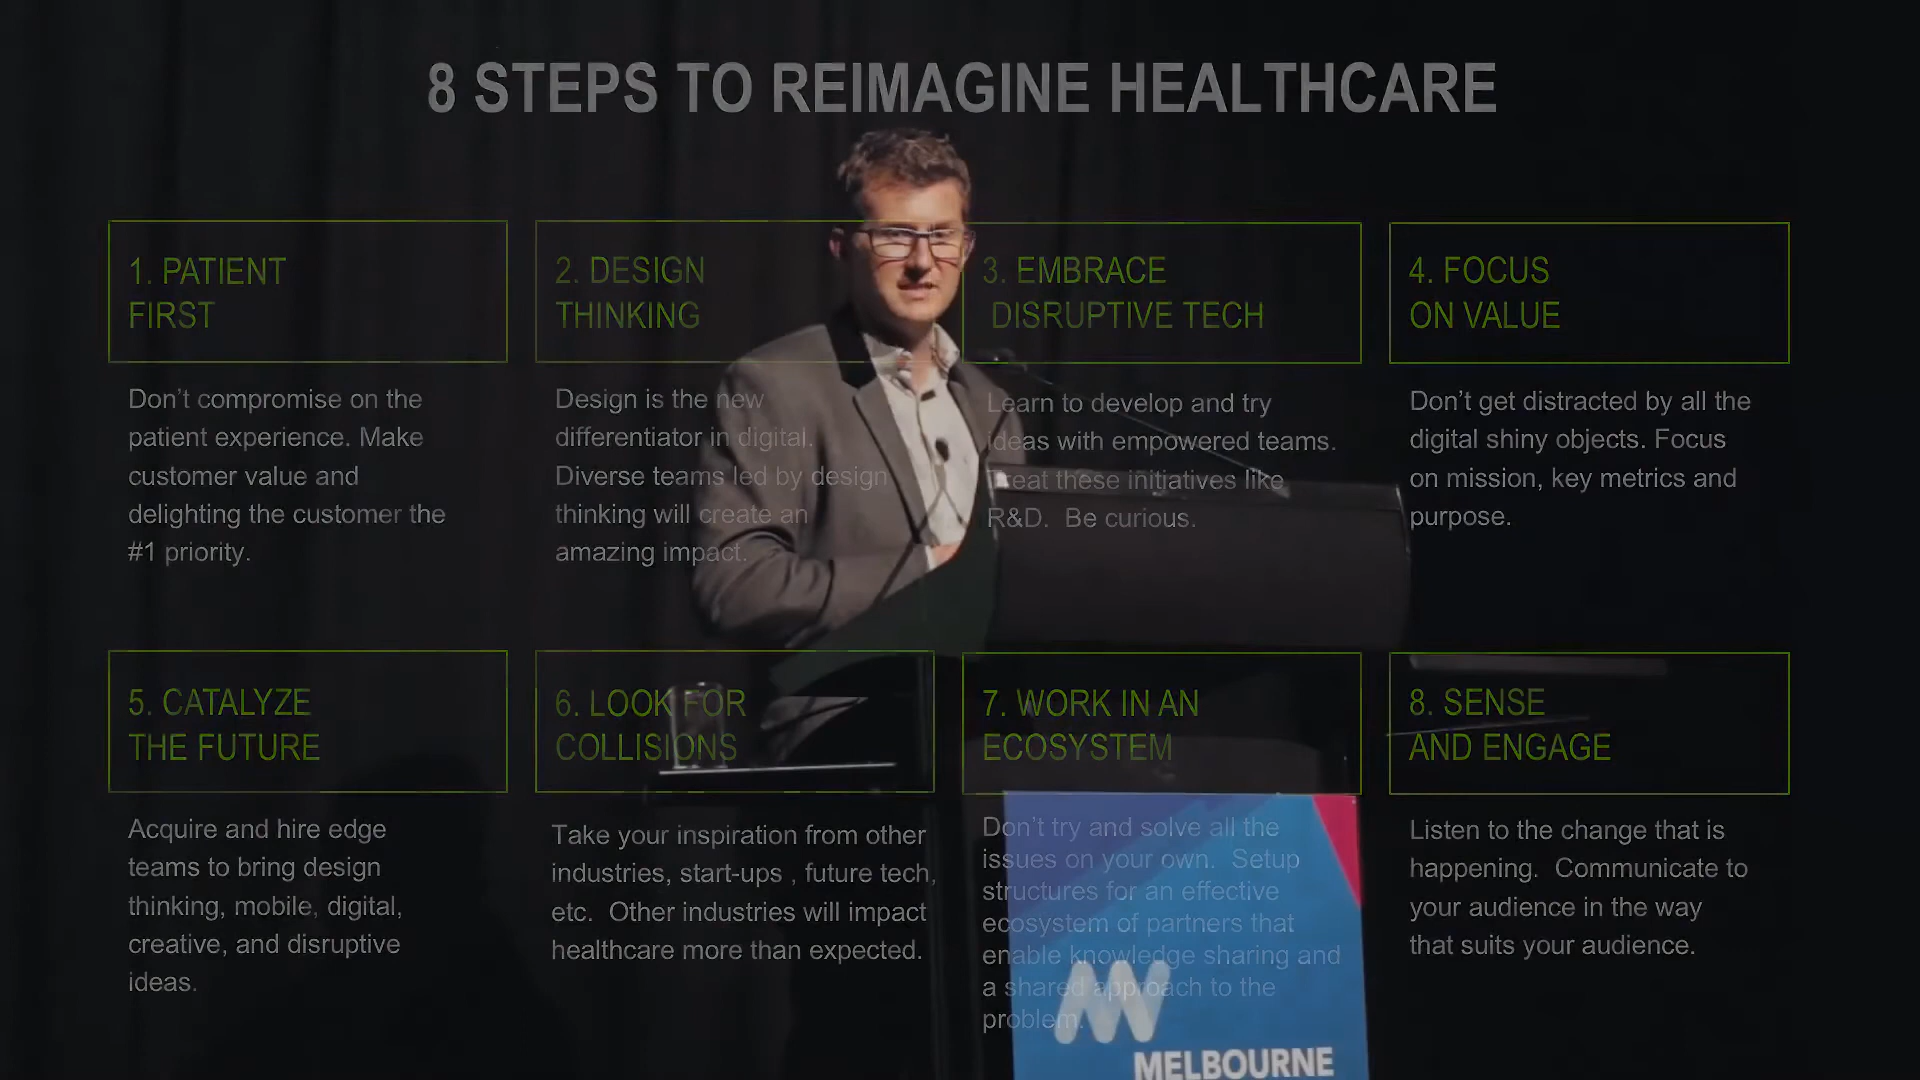 8 STEPS TO REIMAGINE HEALTHCARE
1. PATIENT
FIRST
Don’t compromise on the
patient experience. Make
customer value and
delighting the customer the
#1 priority.
2. DESIGN
THINKING
Design is the new
differentiator in digital.
Diverse teams led by design
thinking will create an
amazing impact.
3. EMBRACE
DISRUPTIVE TECH
Learn to develop and try
ideas with empowered teams.
Treat these initiatives like
R&D.  Be curious.
4. FOCUS
ON VALUE
Don’t get distracted by all the
digital shiny objects. Focus
on mission, key metrics and
purpose.
5. CATALYZE
THE FUTURE
Acquire and hire edge
teams to bring design
thinking, mobile, digital,
creative, and disruptive
ideas.
6. LOOK FOR
COLLISIONS
Take your inspiration from other
industries, start-ups , future tech,
etc.  Other industries will impact
healthcare more than expected.
7. WORK IN AN
ECOSYSTEM
Don’t try and solve all the
issues on your own.  Setup
structures for an effective
ecosystem of partners that
enable knowledge sharing and
a shared approach to the
problem.
8. SENSE
AND ENGAGE
Listen to the change that is
happening.  Communicate to
your audience in the way
that suits your audience.
MELBOURNE